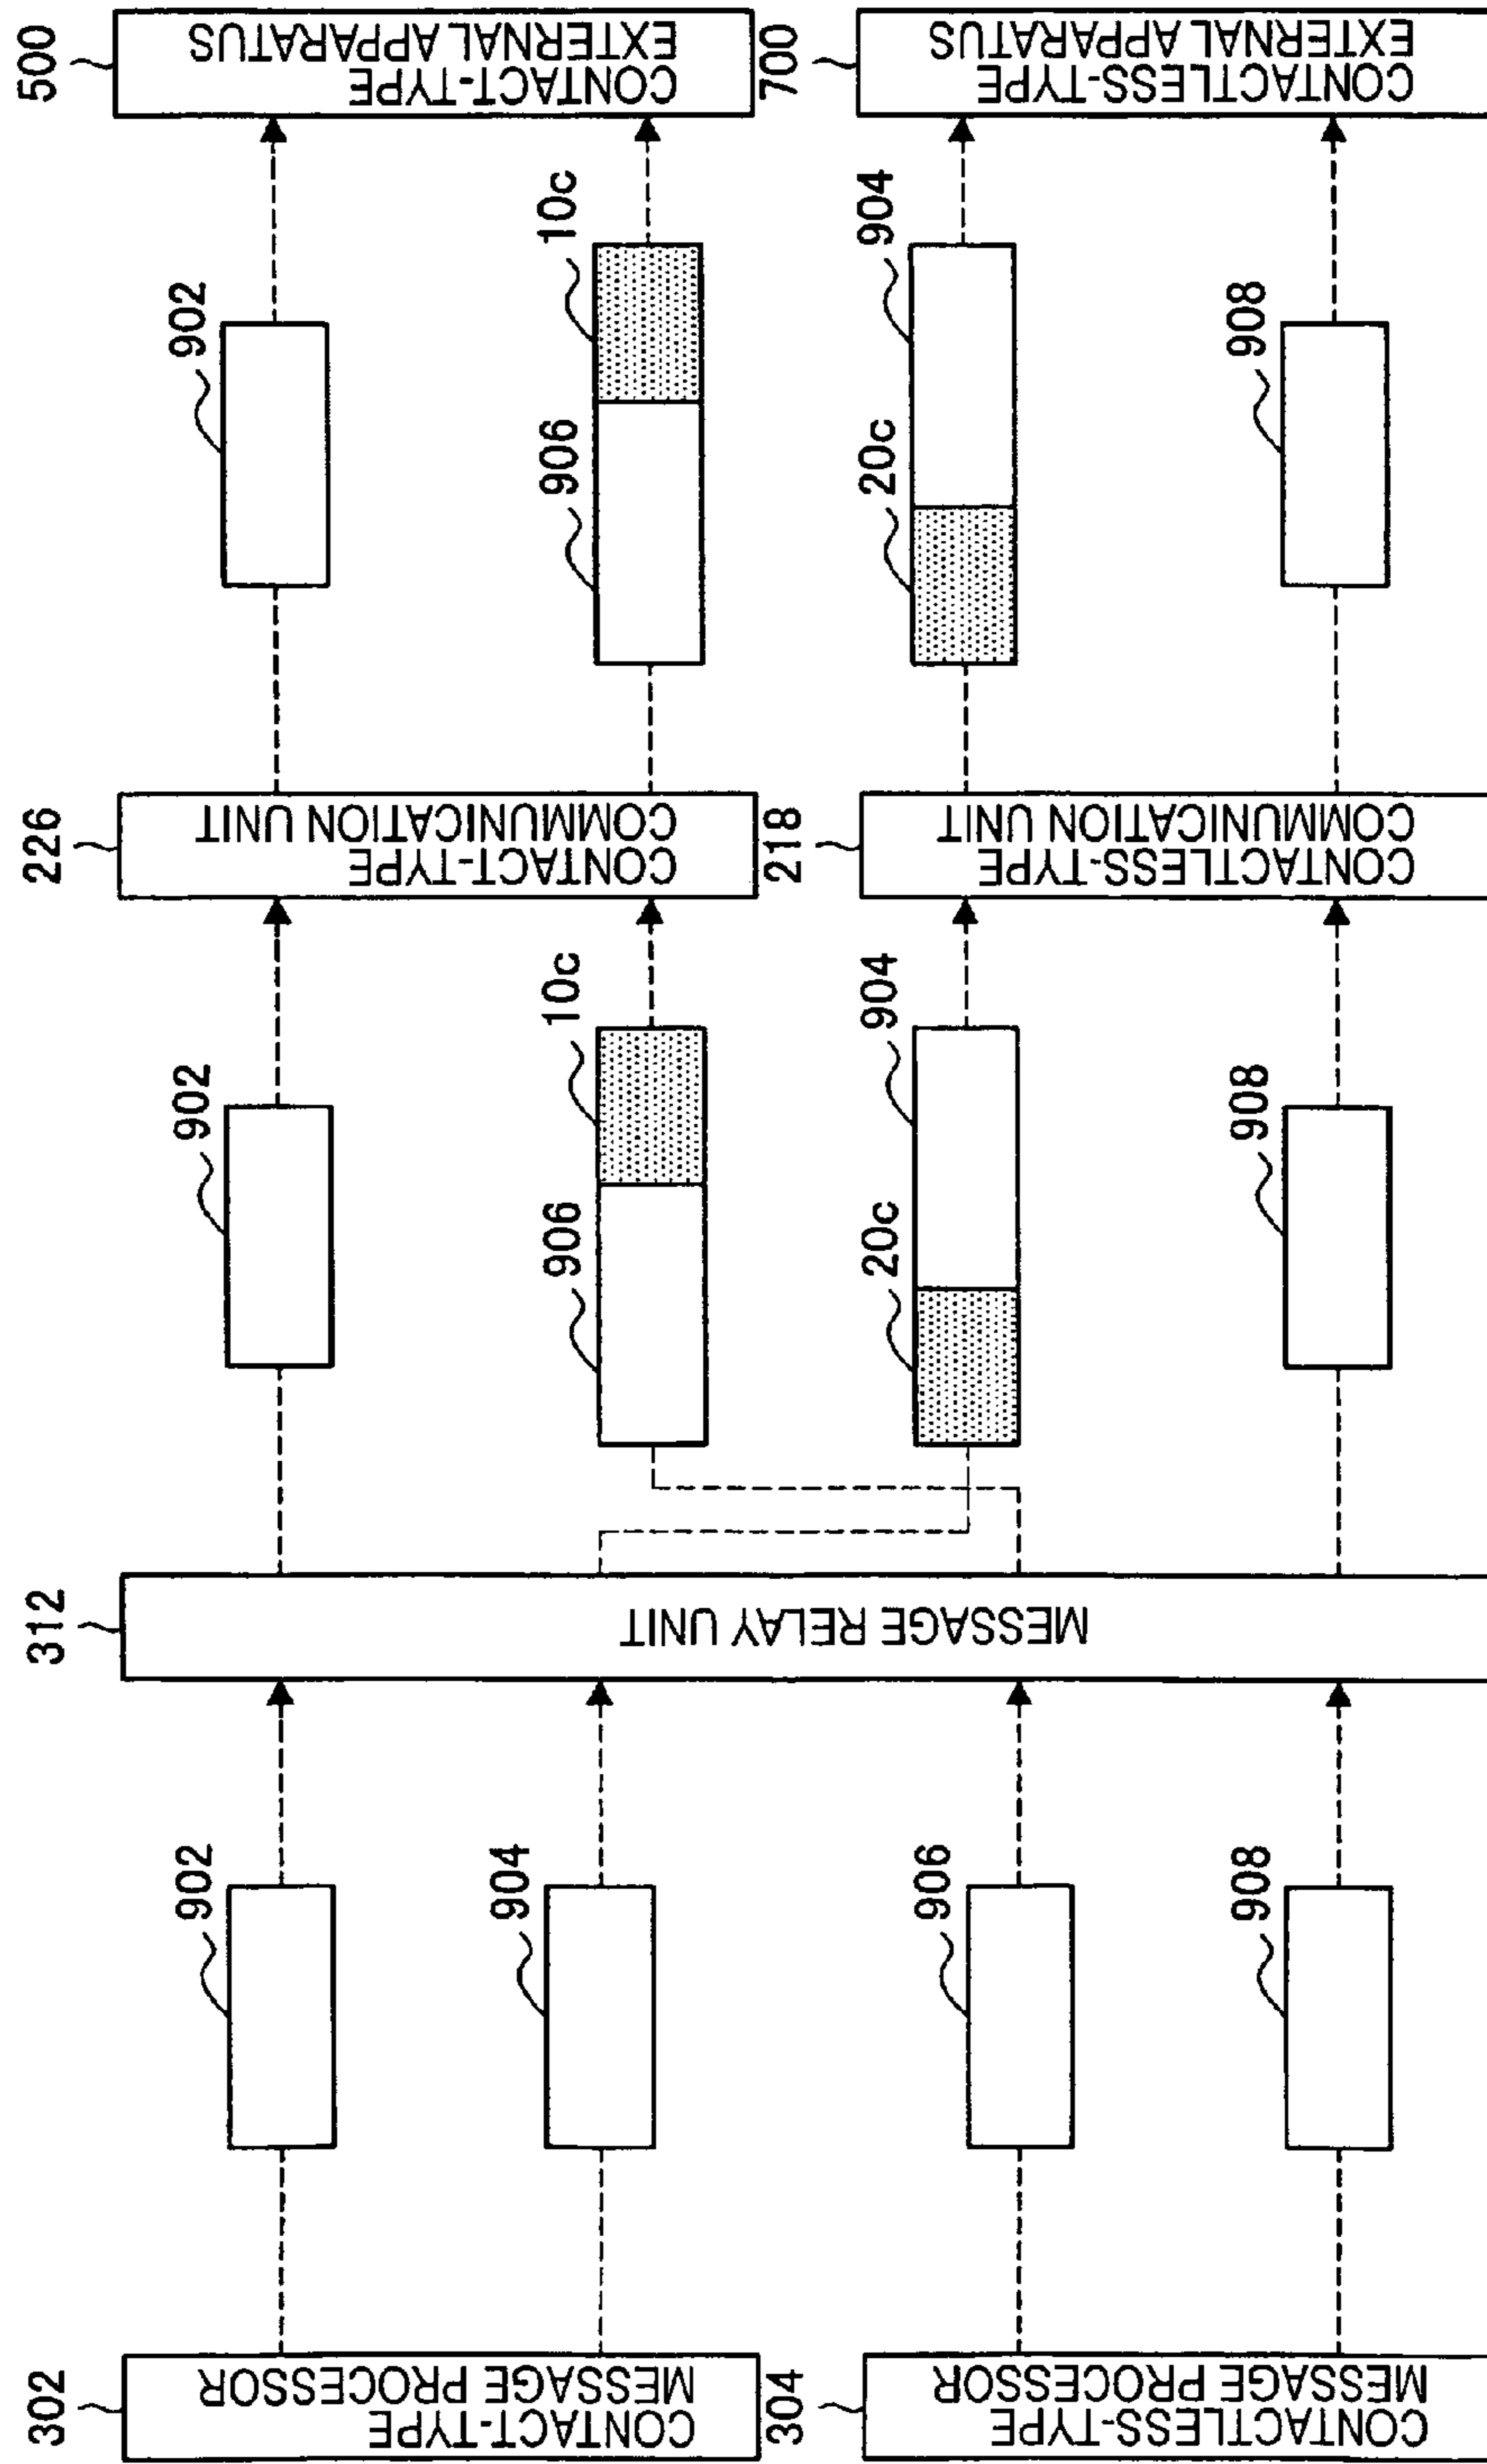 302
CONTACT-TYPE
MESSAGE PROCESSOR
304
CONTACTLESS-TYPE
MESSAGE PROCESSOR
902
904
906
908
312
MESSAGE RELAY UNIT
902
906
10c
20c
904
908
226
CONTACT-TYPE
COMMUNICATION UNIT
218
CONTACTLESS-TYPE
COMMUNICATION UNIT
902
906
10c
20c
904
908
500
CONTACT-TYPE
EXTERNAL APPARATUS
700
CONTACTLESS-TYPE
EXTERNAL APPARATUS